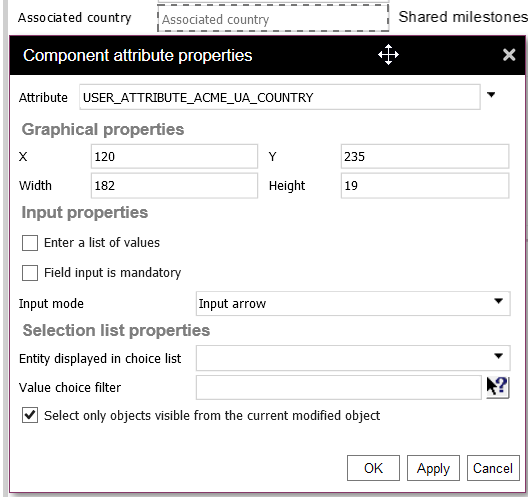 Associated country Associated country Shared milestones
Component attribute properties
Attribute USER_ATTRIBUTE_ACME_UA_COUNTRY
Graphical properties
X 120 Y 235
Width 182 Height 19
Input properties
Enter a list of values
Field input is mandatory
Input mode Input arrow
Selection list properties
Entity displayed in choice list
Value choice filter ?
Select only objects visible from the current modified object
OK Apply Cancel